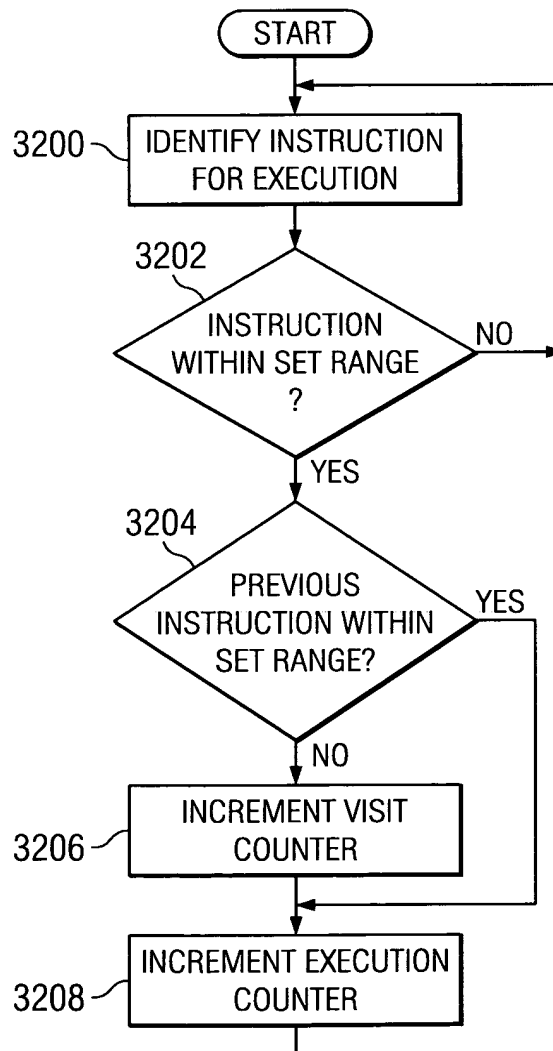 START
3200
IDENTIFY INSTRUCTION
FOR EXECUTION
3202
INSTRUCTION
WITHIN SET RANGE
?
NO
YES
3204
PREVIOUS
INSTRUCTION WITHIN
SET RANGE?
YES
NO
3206
INCREMENT VISIT
COUNTER
3208
INCREMENT EXECUTION
COUNTER